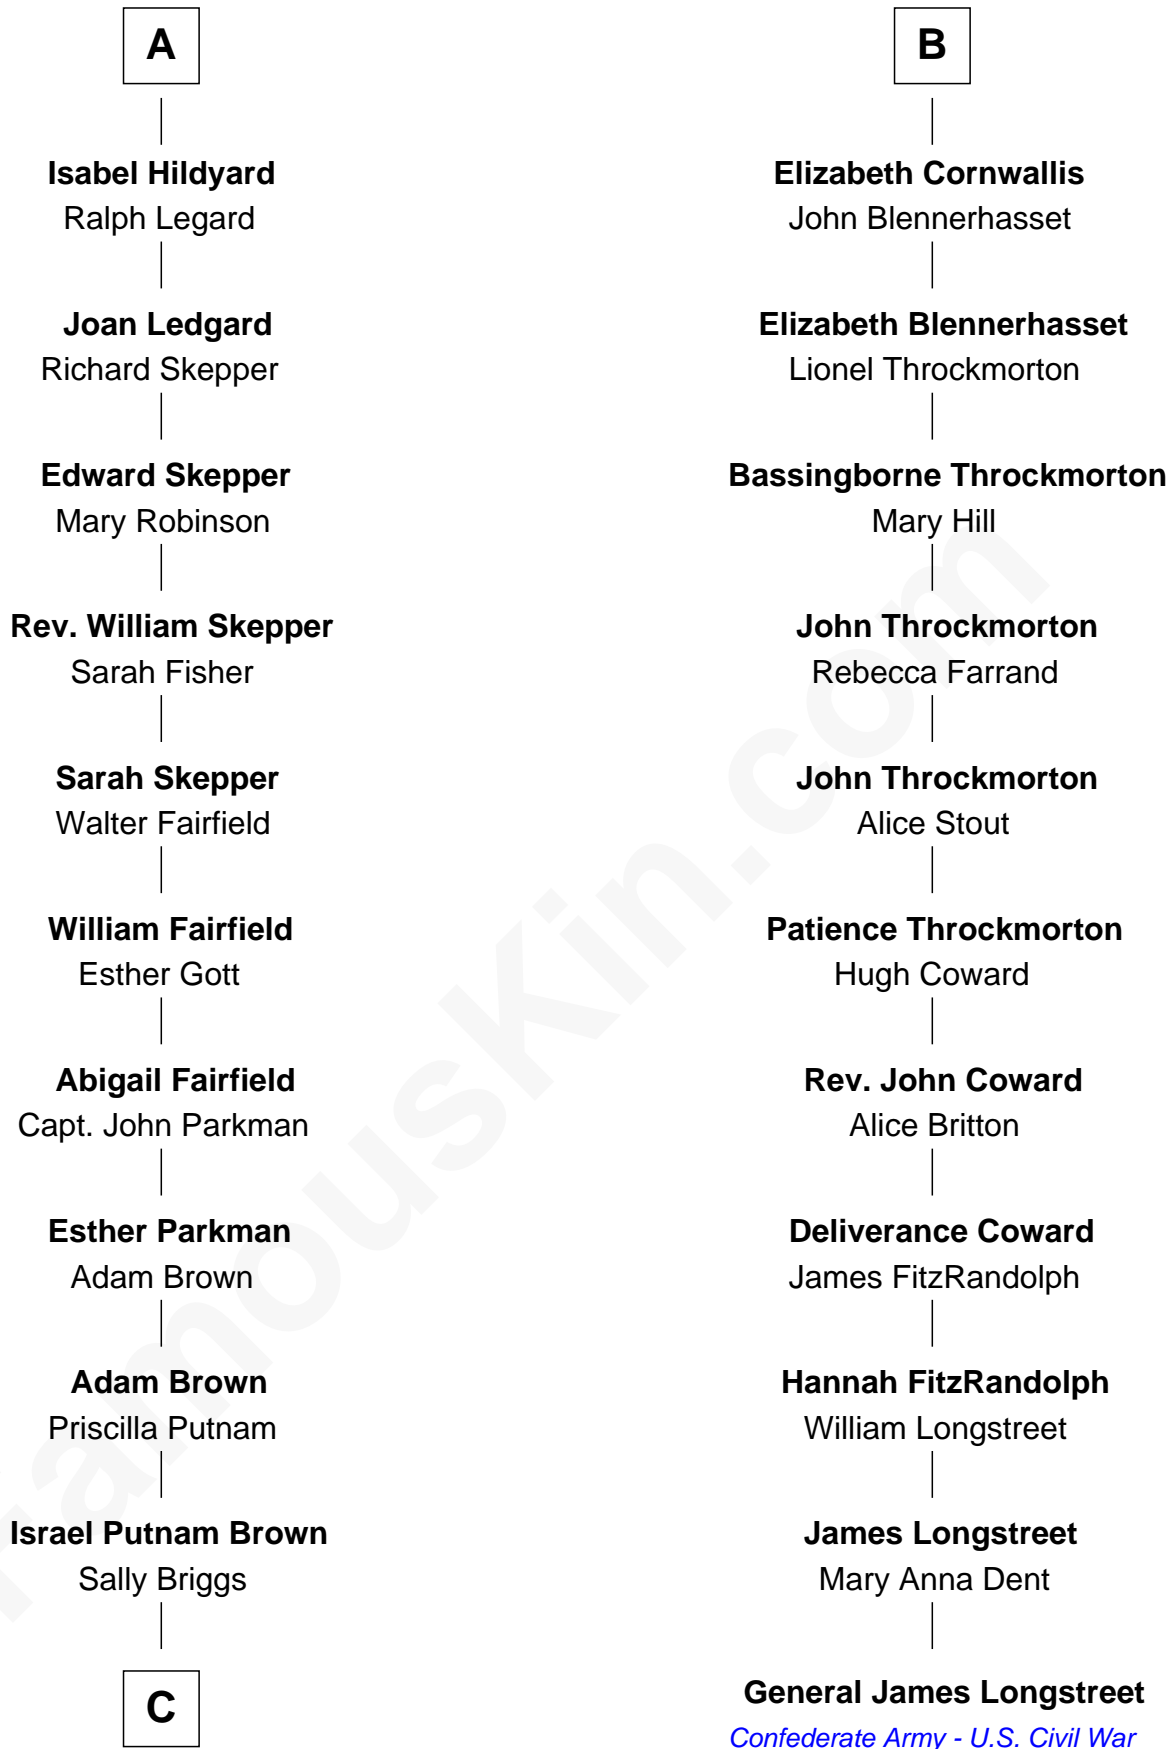 A
Isabel Hildyard
Ralph Legard
Joan Ledgard
Richard Skepper
Edward Skepper
Mary Robinson
Rev. William Skepper
Sarah Fisher
Sarah Skepper
Walter Fairfield
William Fairfield
Esther Gott
Abigail Fairfield
Capt. John Parkman
Esther Parkman
Adam Brown
Adam Brown
Priscilla Putnam
Israel Putnam Brown
Sally Briggs
C
B
Elizabeth Cornwallis
John Blennerhasset
Elizabeth Blennerhasset
Lionel Throckmorton
Bassingborne Throckmorton
Mary Hill
John Throckmorton
Rebecca Farrand
John Throckmorton
Alice Stout
Patience Throckmorton
Hugh Coward
Rev. John Coward
Alice Britton
Deliverance Coward
James FitzRandolph
Hannah FitzRandolph
William Longstreet
James Longstreet
Mary Anna Dent
General James Longstreet
Confederate Army - U.S. Civil War
FamousKin.com